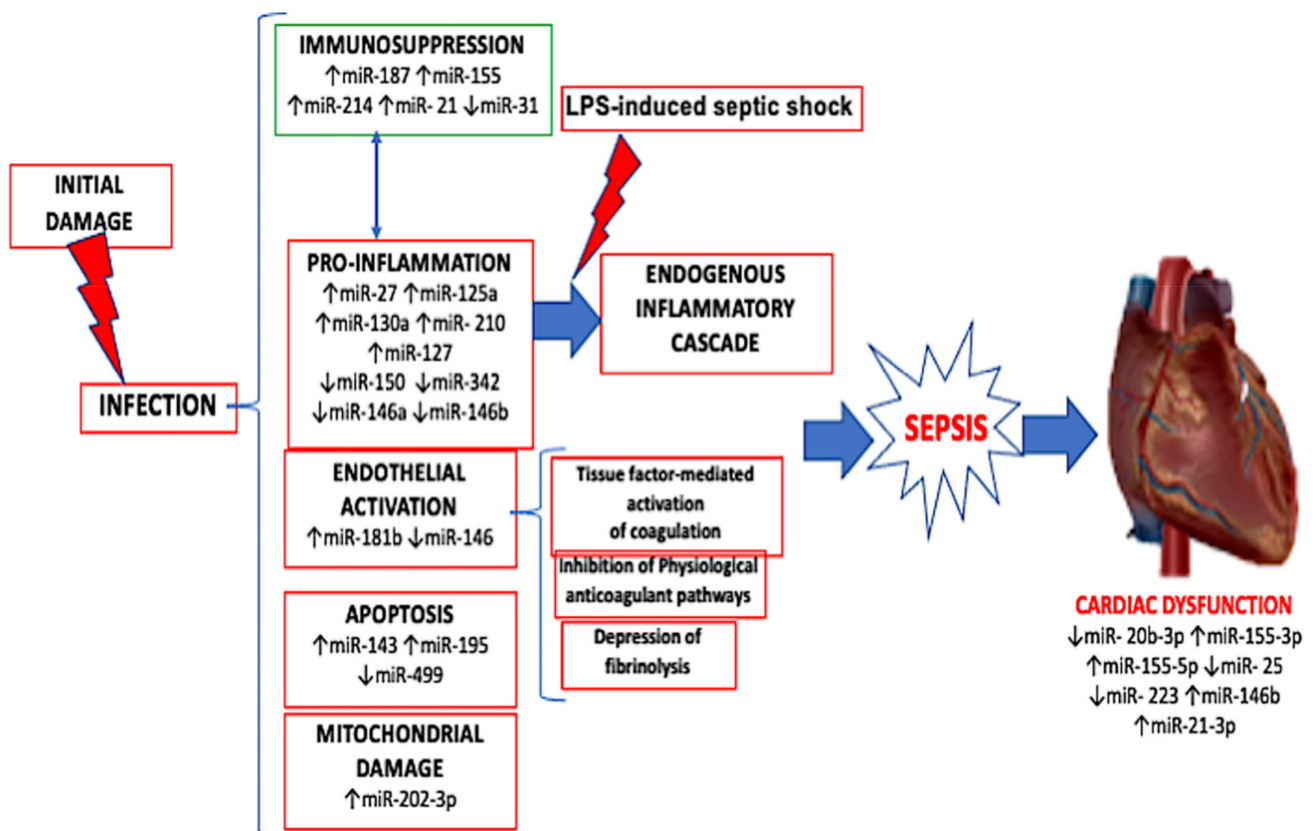 IMMUNOSUPPRESSION
↑miR-187 ↑miR-155
↑miR-214 ↑miR- 21 ↓miR-31
LPS-induced septic shock
INITIAL
DAMAGE
INFECTION
PRO-INFLAMMATION
↑miR-27 ↑miR-125a
↑miR-130a ↑miR- 210
↑miR-127
↓mIR-150 ↓miR-342
↓miR-146a ↓miR-146b
ENDOGENOUS
INFLAMMATORY
CASCADE
ENDOTHELIAL
ACTIVATION
↑miR-181b ↓miR-146
Tissue factor-mediated
activation
of coagulation
Inhibition of Physiological
anticoagulant pathways
Depression of
fibrinolysis
APOPTOSIS
↑miR-143 ↑miR-195
↓miR-499
MITOCHONDRIAL
DAMAGE
↑miR-202-3p
SEPSIS
CARDIAC DYSFUNCTION
↓miR- 20b-3p ↑miR-155-3p
↑miR-155-5p ↓miR- 25
↓miR- 223 ↑miR-146b
↑miR-21-3p